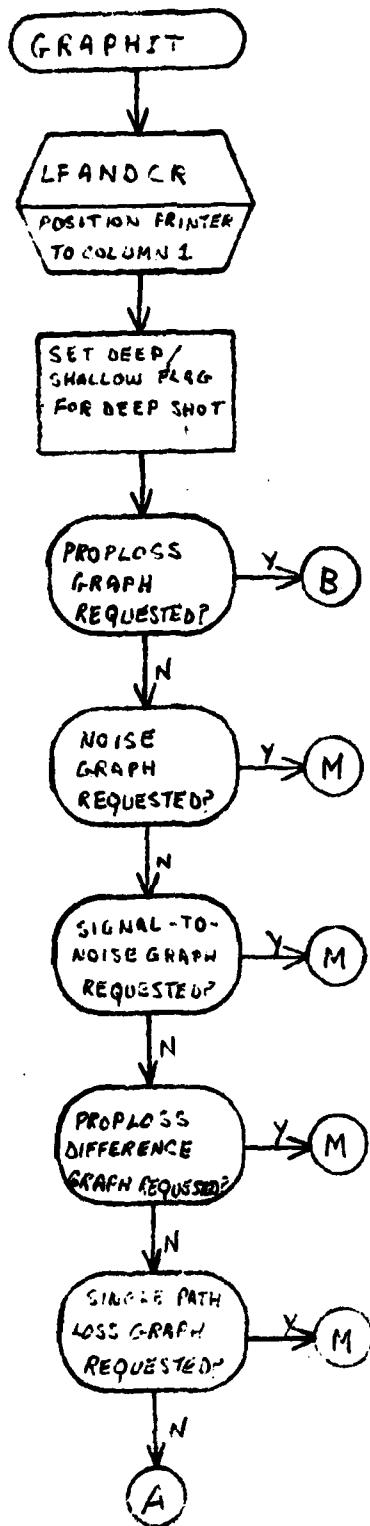 GRAPHIT
LFANDCR
POSITION PRINTER
TO COLUMN 1
SET DEEP/
SHALLOW FLAG
FOR DEEP SHOT
PROPLOSS
GRAPH
REQUESTED?
Y
B
N
NOISE
GRAPH
REQUESTED?
Y
M
N
SIGNAL-TO-
NOISE GRAPH
REQUESTED?
Y
M
N
PROPLOSS
DIFFERENCE
GRAPH REQUESTED?
Y
M
N
SINGLE PATH
LOSS GRAPH
REQUESTED?
Y
M
N
A